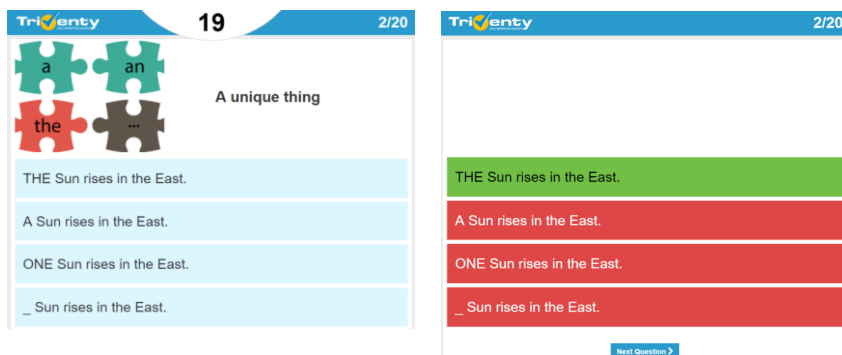 Triventy
19
2/20
a
an
the
...
A unique thing
THE Sun rises in the East.
A Sun rises in the East.
ONE Sun rises in the East.
_ Sun rises in the East.
Triventy
2/20
THE Sun rises in the East.
A Sun rises in the East.
ONE Sun rises in the East.
_ Sun rises in the East.
Next Question >